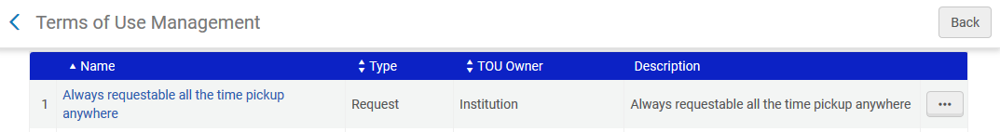 Terms of Use Management
Back
Name Type TOU Owner Description
1 Always requestable all the time pickup anywhere Request Institution Always requestable all the time pickup anywhere